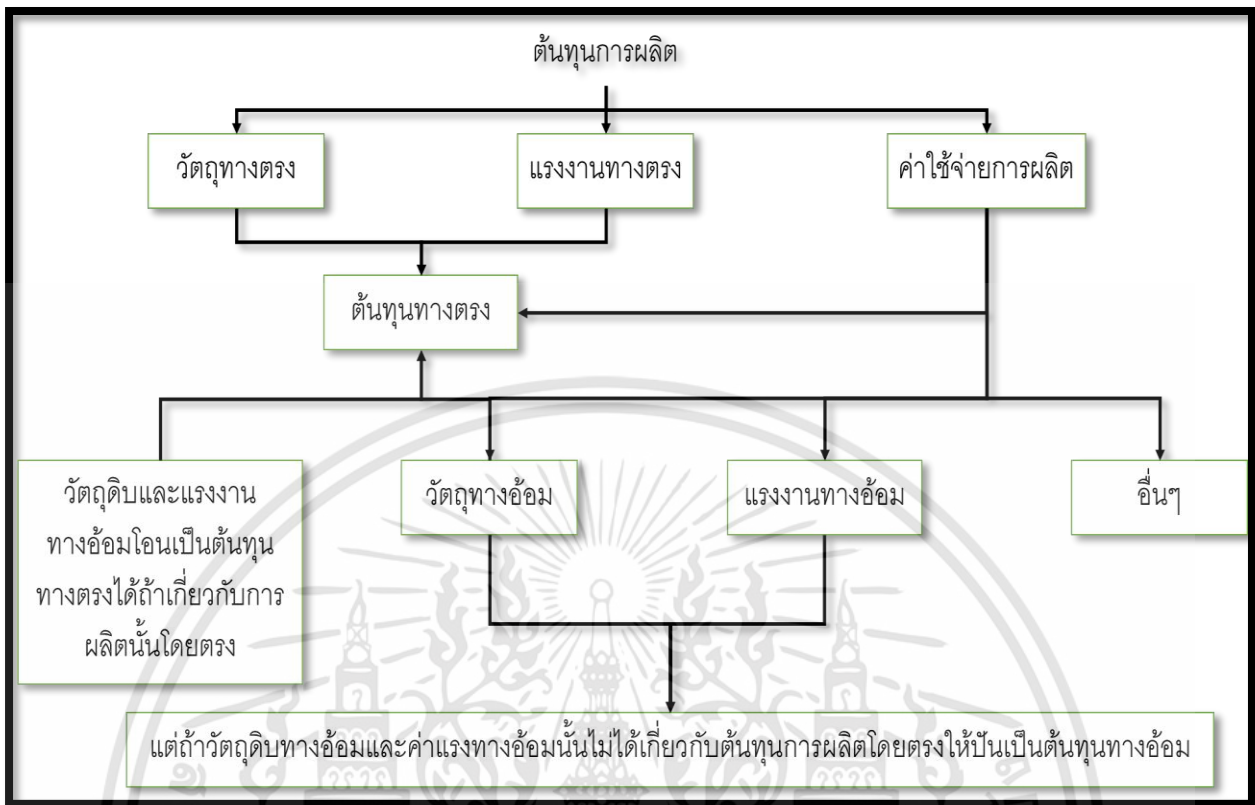 ต้นทุนการผลิต
วัตถุทางตรง
แรงงานทางตรง
ค่าใช้จ่ายการผลิต
ต้นทุนทางตรง
วัตถุดิบและแรงงาน
ทางอ้อมโอนเป็นต้นทุน
ทางตรงได้ถ้าเกี่ยวกับการ
ผลิตนั้นโดยตรง
วัตถุทางอ้อม
แรงงานทางอ้อม
อื่นๆ
แต่ถ้าวัตถุดิบทางอ้อมและค่าแรงทางอ้อมนั้นไม่ได้เกี่ยวกับต้นทุนการผลิตโดยตรงให้ปันเป็นต้นทุนทางอ้อม